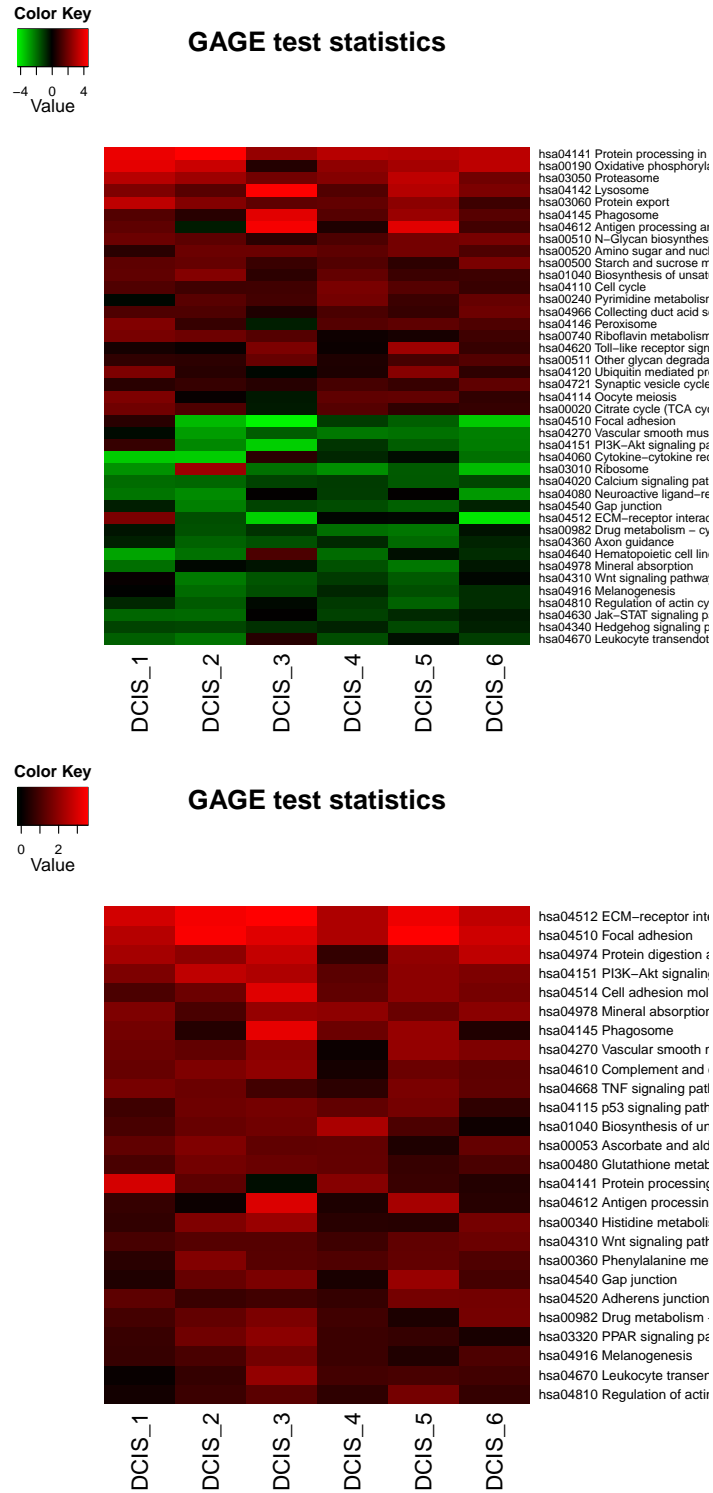 Color Key
−4 0 4
Value
GAGE test statistics
hsa04141 Protein processing in
hsa00190 Oxidative phosphoryla
hsa03050 Proteasome
hsa04142 Lysosome
hsa03060 Protein export
hsa04145 Phagosome
hsa04612 Antigen processing an
hsa00510 N−Glycan biosynthes
hsa00520 Amino sugar and nucl
hsa00500 Starch and sucrose m
hsa01040 Biosynthesis of unsat
hsa04110 Cell cycle
hsa00240 Pyrimidine metabolism
hsa04966 Collecting duct acid s
hsa04146 Peroxisome
hsa00740 Riboflavin metabolism
hsa04620 Toll−like receptor sign
hsa00511 Other glycan degrada
hsa04120 Ubiquitin mediated pr
hsa04721 Synaptic vesicle cycle
hsa04114 Oocyte meiosis
hsa00020 Citrate cycle (TCA cy
hsa04510 Focal adhesion
hsa04270 Vascular smooth mus
hsa04151 PI3K−Akt signaling pa
hsa04060 Cytokine−cytokine rec
hsa03010 Ribosome
hsa04020 Calcium signaling pat
hsa04080 Neuroactive ligand−re
hsa04540 Gap junction
hsa04512 ECM−receptor interac
hsa00982 Drug metabolism − cy
hsa04360 Axon guidance
hsa04640 Hematopoietic cell lin
hsa04978 Mineral absorption
hsa04310 Wnt signaling pathway
hsa04916 Melanogenesis
hsa04810 Regulation of actin cy
hsa04630 Jak−STAT signaling pa
hsa04340 Hedgehog signaling p
hsa04670 Leukocyte transendot
DCIS_1 DCIS_2 DCIS_3 DCIS_4 DCIS_5 DCIS_6
Color Key
0 2
Value
GAGE test statistics
hsa04512 ECM−receptor inte
hsa04510 Focal adhesion
hsa04974 Protein digestion a
hsa04151 PI3K−Akt signaling
hsa04514 Cell adhesion mol
hsa04978 Mineral absorption
hsa04145 Phagosome
hsa04270 Vascular smooth m
hsa04610 Complement and
hsa04668 TNF signaling path
hsa04115 p53 signaling path
hsa01040 Biosynthesis of un
hsa00053 Ascorbate and ald
hsa00480 Glutathione metab
hsa04141 Protein processing
hsa04612 Antigen processin
hsa00340 Histidine metabolis
hsa04310 Wnt signaling path
hsa00360 Phenylalanine me
hsa04540 Gap junction
hsa04520 Adherens junction
hsa00982 Drug metabolism
hsa03320 PPAR signaling pa
hsa04916 Melanogenesis
hsa04670 Leukocyte transen
hsa04810 Regulation of actin
DCIS_1 DCIS_2 DCIS_3 DCIS_4 DCIS_5 DCIS_6